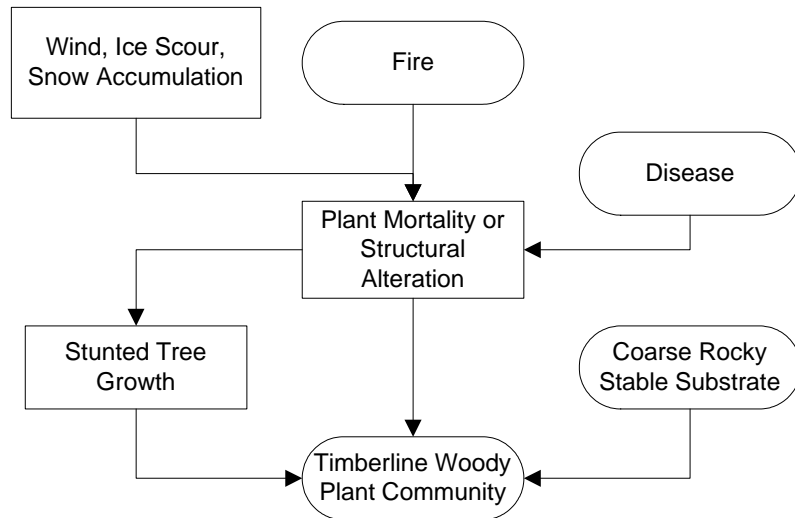 Wind, Ice Scour,
Snow Accumulation
Fire
Disease
Plant Mortality or
Structural
Alteration
Stunted Tree
Growth
Coarse Rocky
Stable Substrate
Timberline Woody
Plant Community